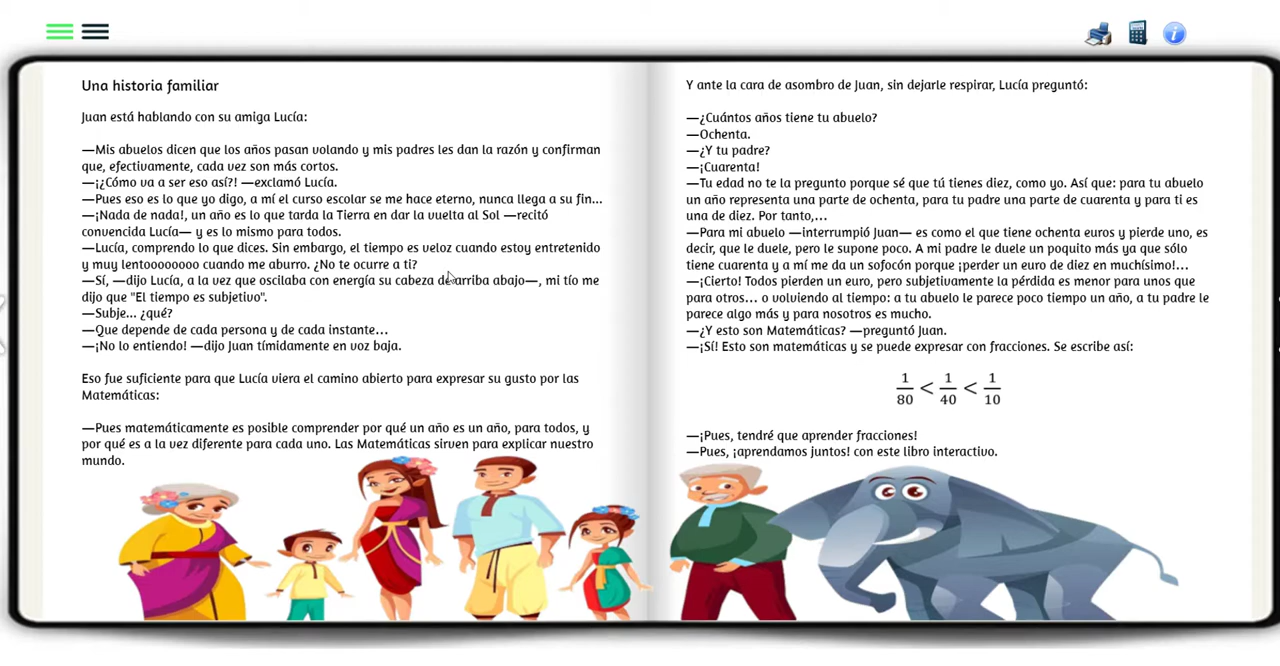 Una historia familiar
Juan está hablando con su amiga Lucía:
—Mis abuelos dicen que los años pasan volando y mis padres les dan la razón y confirman
que, efectivamente, cada vez son más cortos.
—¡¿Cómo va a ser eso así?! —exclamó Lucía.
—Pues eso es lo que yo digo, a mí el curso escolar se me hace eterno, nunca llega a su fin...
—¡Nada de nada!, un año es lo que tarda la Tierra en dar la vuelta al Sol —recitó
convencida Lucía— y es lo mismo para todos.
—Lucía, comprendo lo que dices. Sin embargo, el tiempo es veloz cuando estoy entretenido
y muy lentoooooooo cuando me aburro. ¿No te ocurre a ti?
—Sí, —dijo Lucía, a la vez que oscilaba con energía su cabeza de arriba abajo—, mi tío me
dijo que "El tiempo es subjetivo".
—Subje... ¿qué?
—Que depende de cada persona y de cada instante...
—¡No lo entiendo! —dijo Juan tímidamente en voz baja.
Eso fue suficiente para que Lucía viera el camino abierto para expresar su gusto por las
Matemáticas:
—Pues matemáticamente es posible comprender por qué un año es un año, para todos, y
por qué es a la vez diferente para cada uno. Las Matemáticas sirven para explicar nuestro
mundo.
Y ante la cara de asombro de Juan, sin dejarle respirar, Lucía preguntó:
—¿Cuántos años tiene tu abuelo?
—Ochenta.
—¿Y tu padre?
—¡Cuarenta!
—Tu edad no te la pregunto porque sé que tú tienes diez, como yo. Así que: para tu abuelo
un año representa una parte de ochenta, para tu padre una parte de cuarenta y para ti es
una de diez. Por tanto,...
—Para mi abuelo —interrumpió Juan— es como el que tiene ochenta euros y pierde uno, es
decir, que le duele, pero le supone poco. A mi padre le duele un poquito más ya que sólo
tiene cuarenta y a mí me da un sofocón porque ¡perder un euro de diez en muchísimo!...
—¡Cierto! Todos pierden un euro, pero subjetivamente la pérdida es menor para unos que
para otros... o volviendo al tiempo: a tu abuelo le parece poco tiempo un año, a tu padre le
parece algo más y para nosotros es mucho.
—¿Y esto son Matemáticas? —preguntó Juan.
—¡Sí! Esto son matemáticas y se puede expresar con fracciones. Se escribe así:
1/80 < 1/40 < 1/10
—¡Pues, tendré que aprender fracciones!
—Pues, ¡aprendamos juntos! con este libro interactivo.